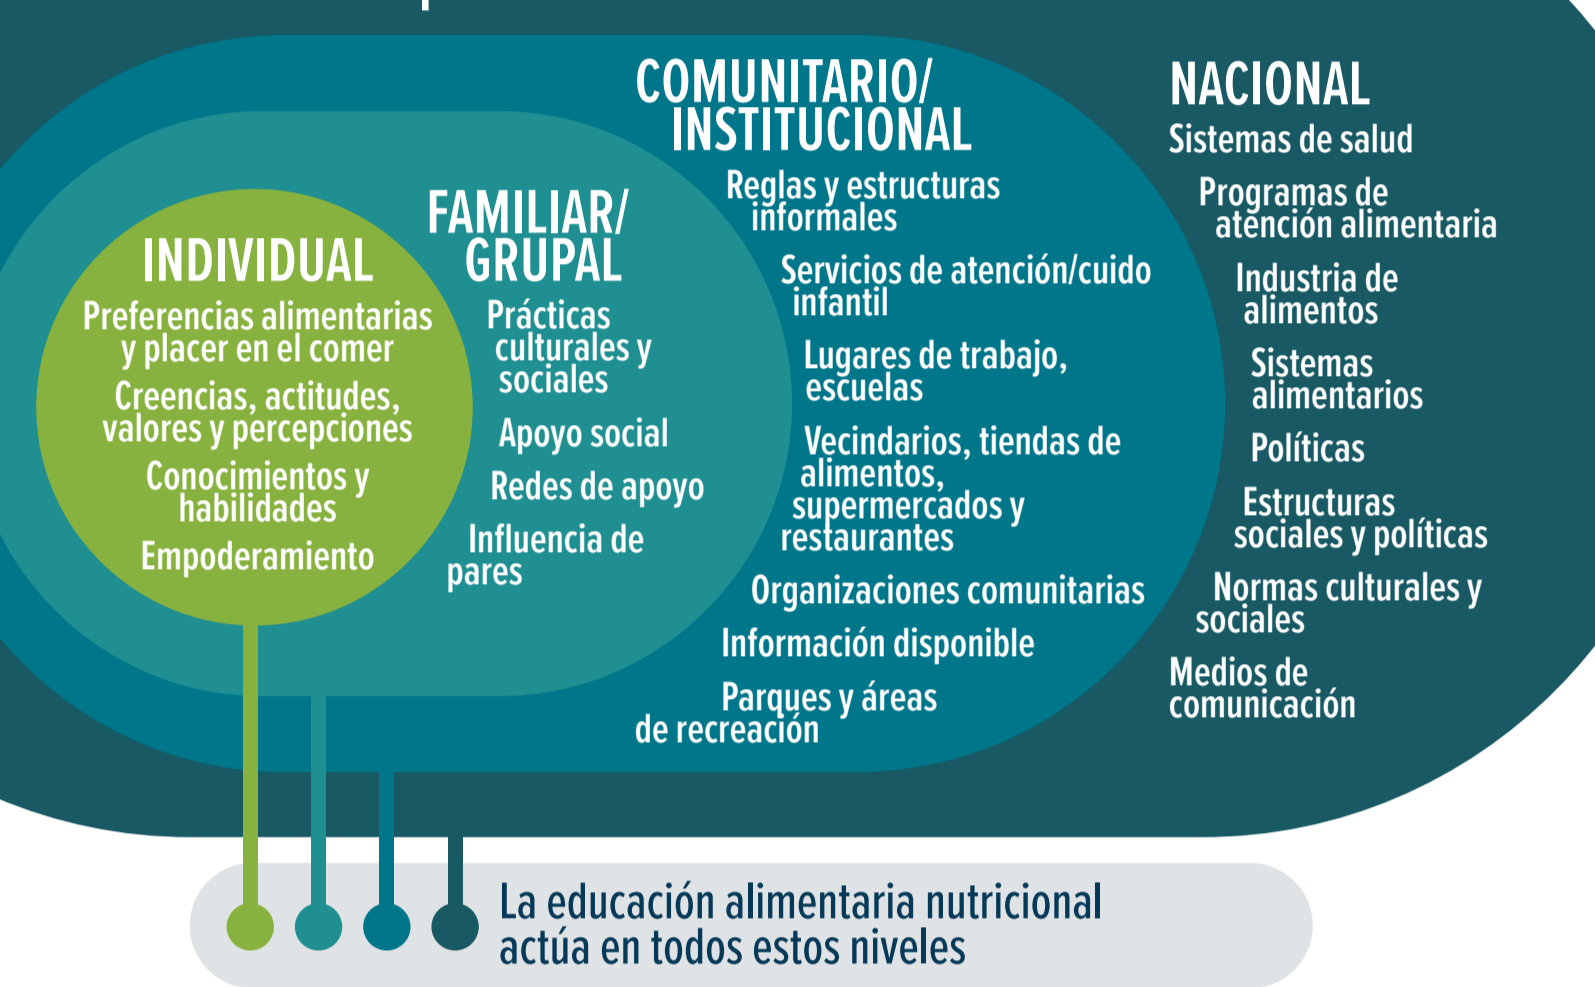 INDIVIDUAL
Preferencias alimentarias
y placer en el comer
Creencias, actitudes,
valores y percepciones
Conocimientos y
habilidades
Empoderamiento
FAMILIAR/
GRUPAL
Prácticas
culturales y
sociales
Apoyo social
Redes de apoyo
Influencia de
pares
COMUNITARIO/
INSTITUCIONAL
Reglas y estructuras
informales
Servicios de atención/cuido
infantil
Lugares de trabajo,
escuelas
Vecindarios, tiendas de
alimentos,
supermercados y
restaurantes
Organizaciones comunitarias
Información disponible
Parques y áreas
de recreación
NACIONAL
Sistemas de salud
Programas de
atención alimentaria
Industria de
alimentos
Sistemas
alimentarios
Políticas
Estructuras
sociales y políticas
Normas culturales y
sociales
Medios de
comunicación
La educación alimentaria nutricional
actúa en todos estos niveles